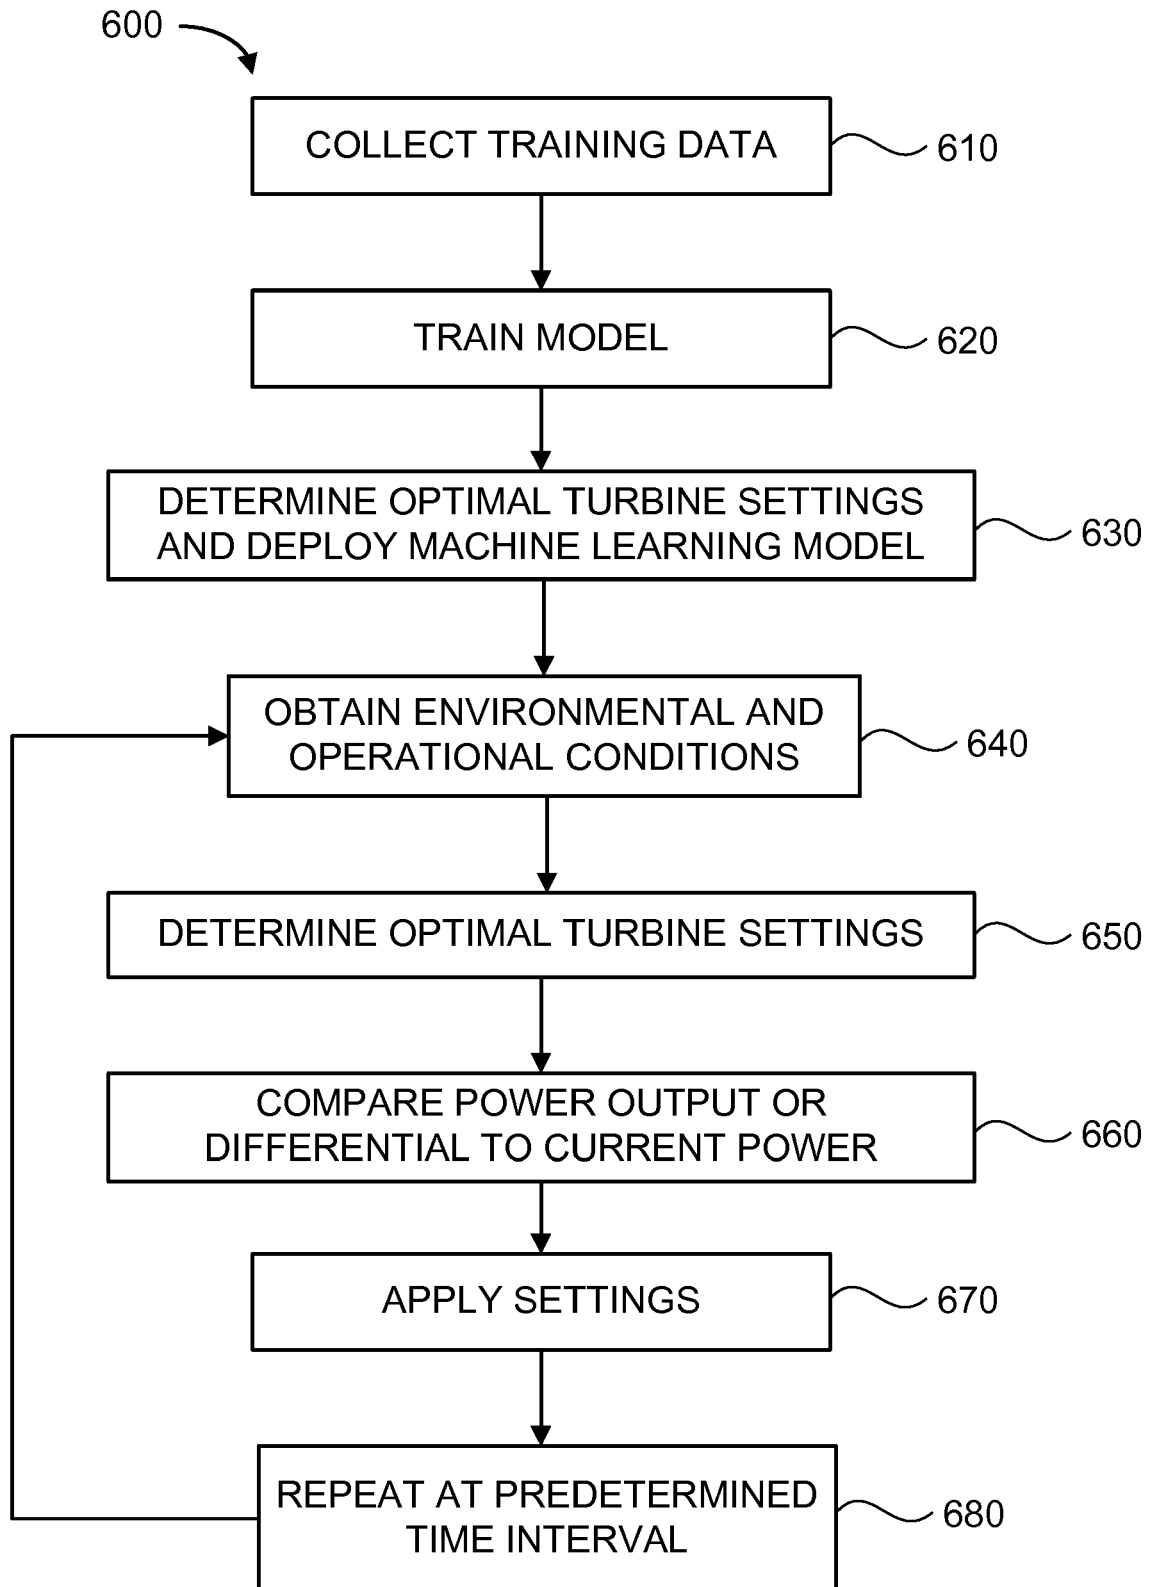 600
COLLECT TRAINING DATA
610
TRAIN MODEL
620
DETERMINE OPTIMAL TURBINE SETTINGS
AND DEPLOY MACHINE LEARNING MODEL
630
OBTAIN ENVIRONMENTAL AND
OPERATIONAL CONDITIONS
640
DETERMINE OPTIMAL TURBINE SETTINGS
650
COMPARE POWER OUTPUT OR
DIFFERENTIAL TO CURRENT POWER
660
APPLY SETTINGS
670
REPEAT AT PREDETERMINED
TIME INTERVAL
680